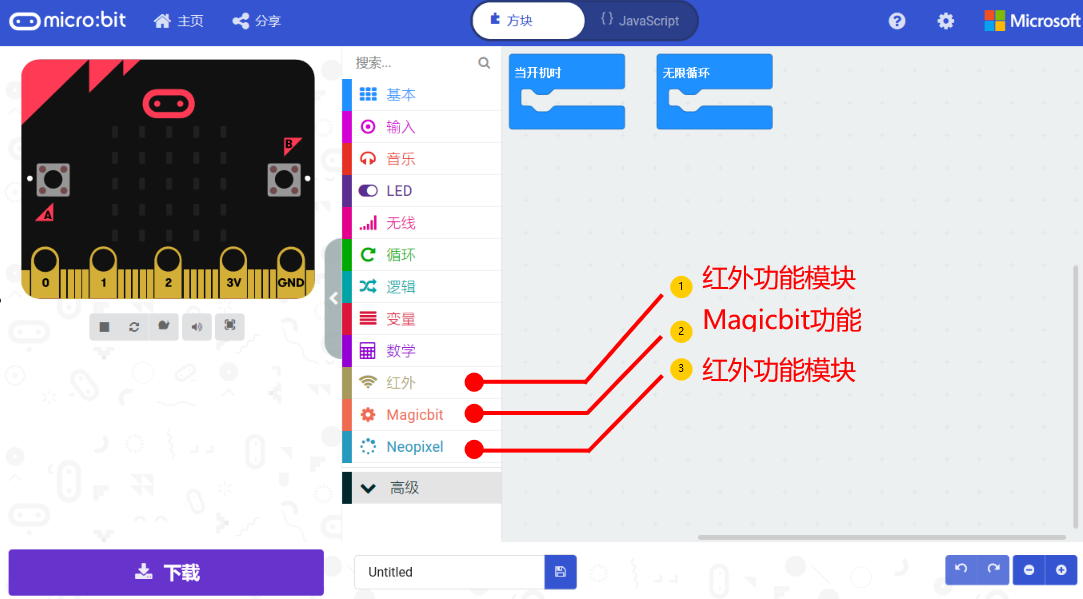 micro:bit
主页
分享
方块
{} JavaScript
?
Microsoft
搜索...
基本
输入
音乐
LED
无线
循环
逻辑
变量
数学
红外
Magicbit
Neopixel
高级
当开机时
无限循环
B
A
0
1
2
3V
GND
1
红外功能模块
2
Magicbit功能
3
红外功能模块
下载
Untitled